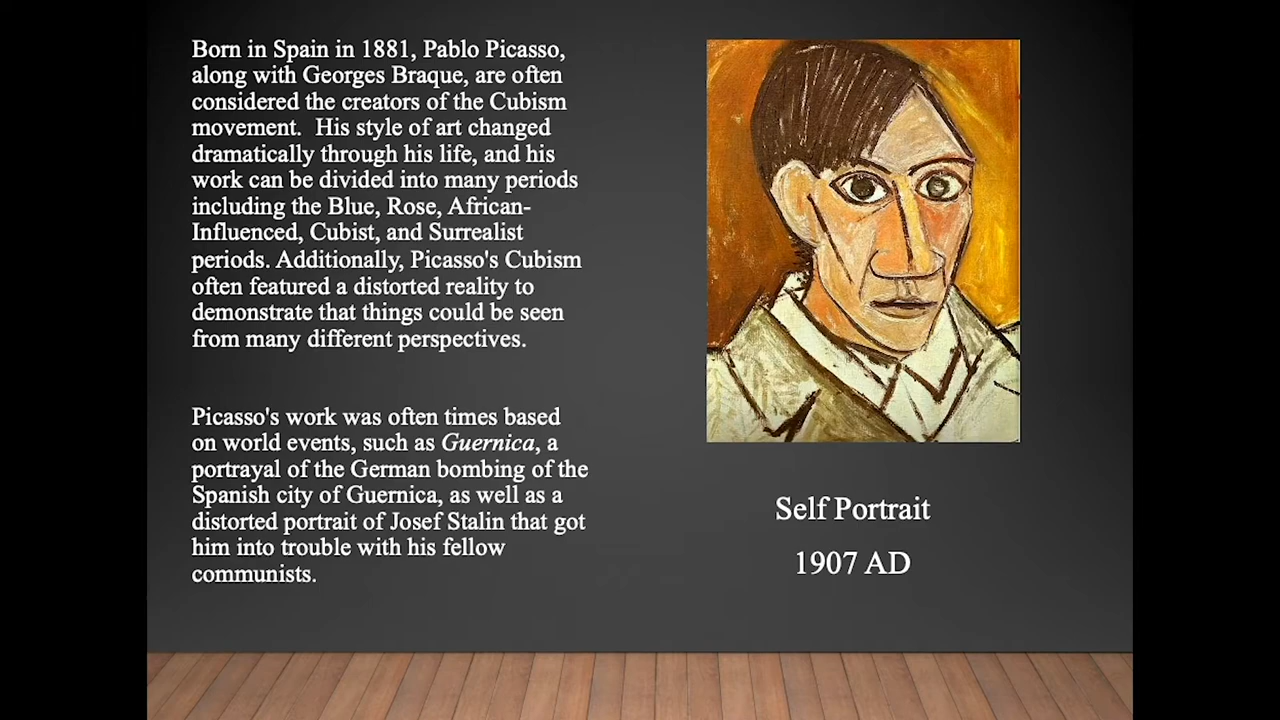 Born in Spain in 1881, Pablo Picasso,
along with Georges Braque, are often
considered the creators of the Cubism
movement.  His style of art changed
dramatically through his life, and his
work can be divided into many periods
including the Blue, Rose, African-
Influenced, Cubist, and Surrealist
periods. Additionally, Picasso's Cubism
often featured a distorted reality to
demonstrate that things could be seen
from many different perspectives.
Picasso's work was often times based
on world events, such as Guernica, a
portrayal of the German bombing of the
Spanish city of Guernica, as well as a
distorted portrait of Josef Stalin that got
him into trouble with his fellow
communists.
Self Portrait
1907 AD